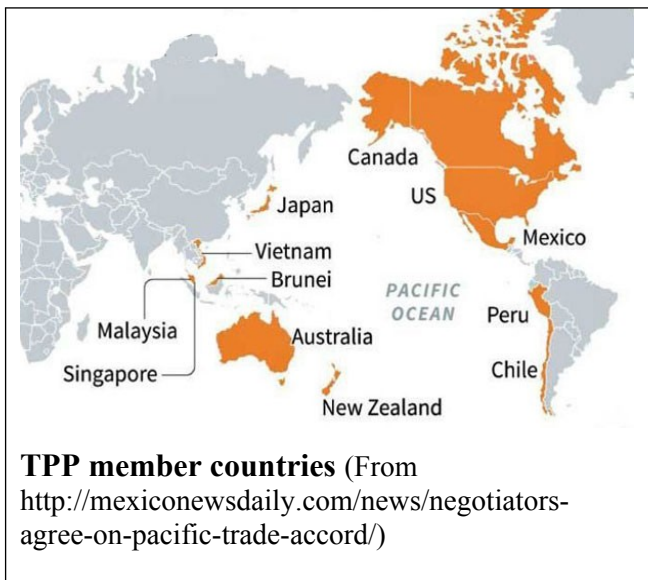 Canada
US
Japan
Mexico
Vietnam
Brunei
PACIFIC
OCEAN
Peru
Malaysia
Australia
Singapore
Chile
New Zealand
TPP member countries (From
http://mexiconewsdaily.com/news/negotiators-
agree-on-pacific-trade-accord/)